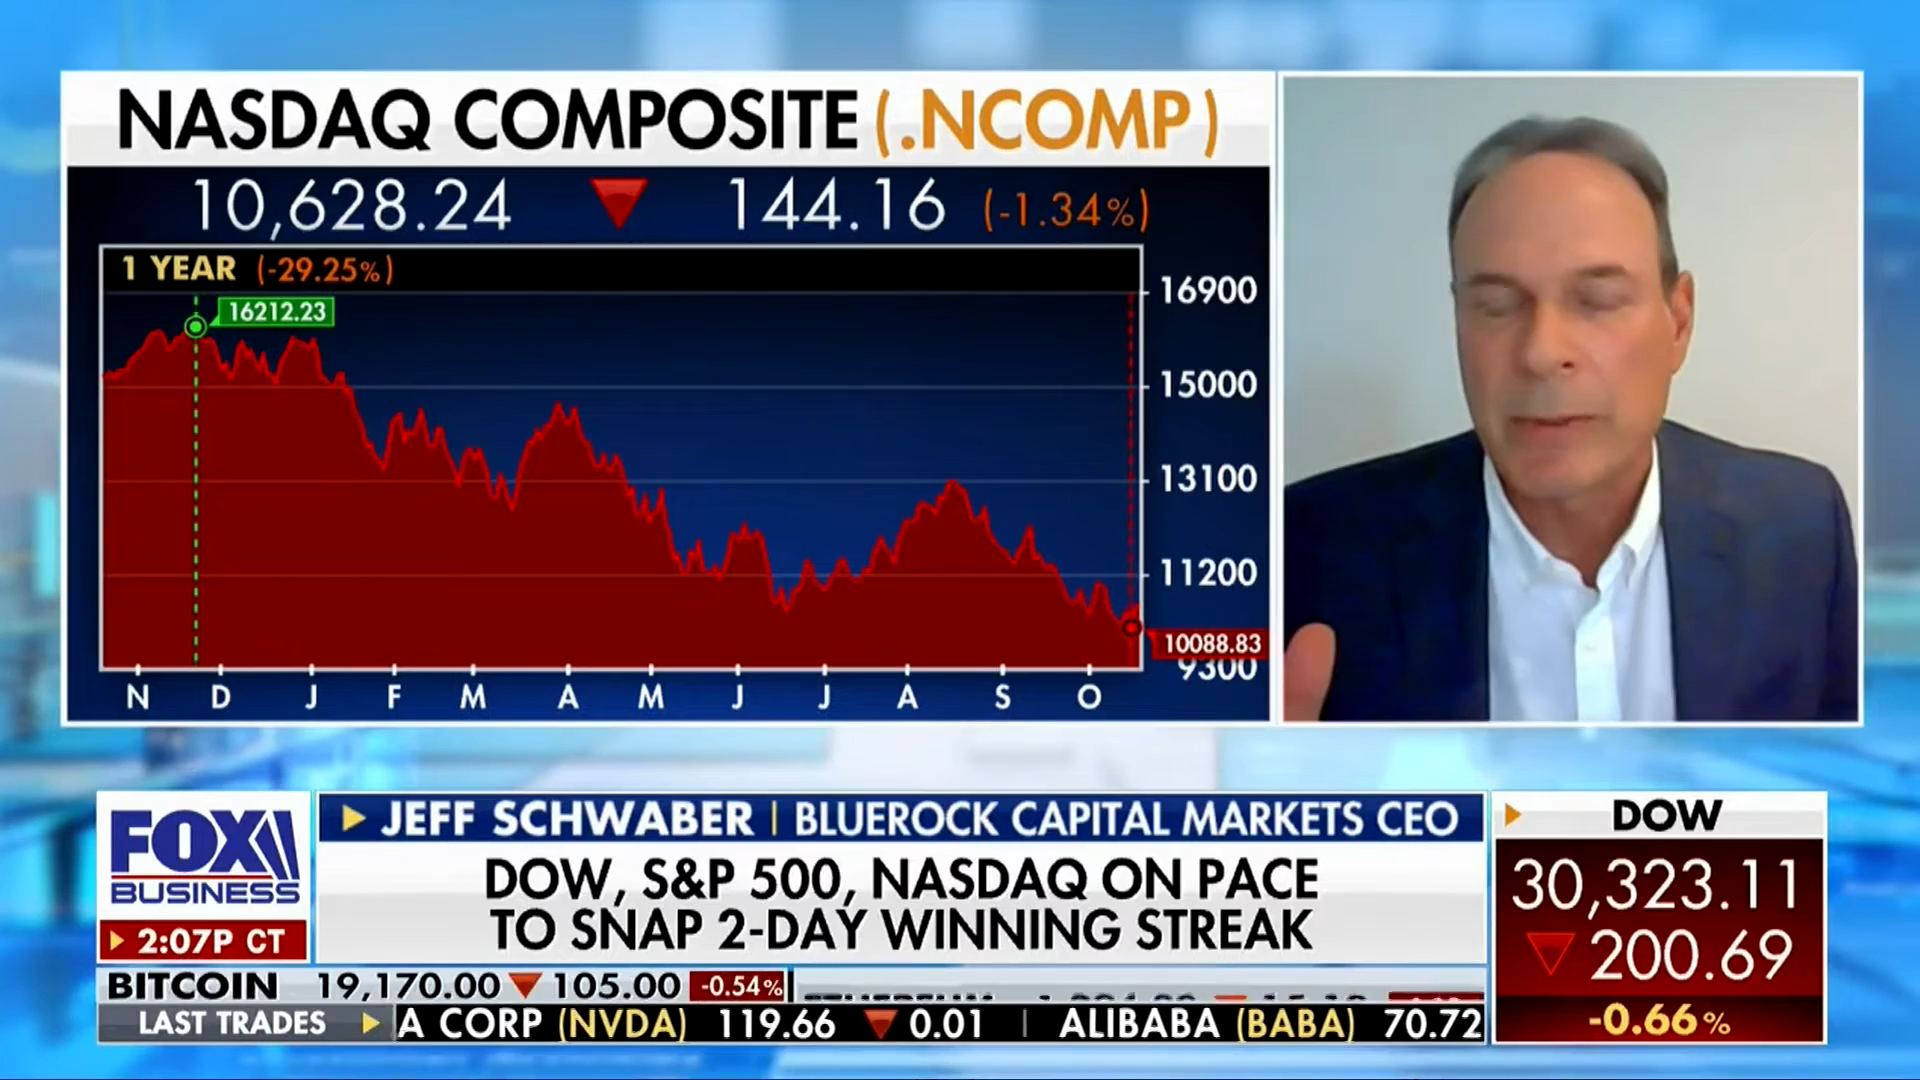 NASDAQ COMPOSITE (.NCOMP)
10,628.24 ▼ 144.16 (-1.34%)
1 YEAR (-29.25%)
16212.23
16900
15000
13100
11200
10088.83
9300
N D J F M A M J J A S O
FOX BUSINESS
2:07P CT
JEFF SCHWABER | BLUEROCK CAPITAL MARKETS CEO
DOW, S&P 500, NASDAQ ON PACE
TO SNAP 2-DAY WINNING STREAK
DOW
30,323.11
▽ 200.69
-0.66%
BITCOIN 19,170.00 ▼ 105.00 -0.54%
LAST TRADES A CORP (NVDA) 119.66 ▼ 0.01 | ALIBABA (BABA) 70.72